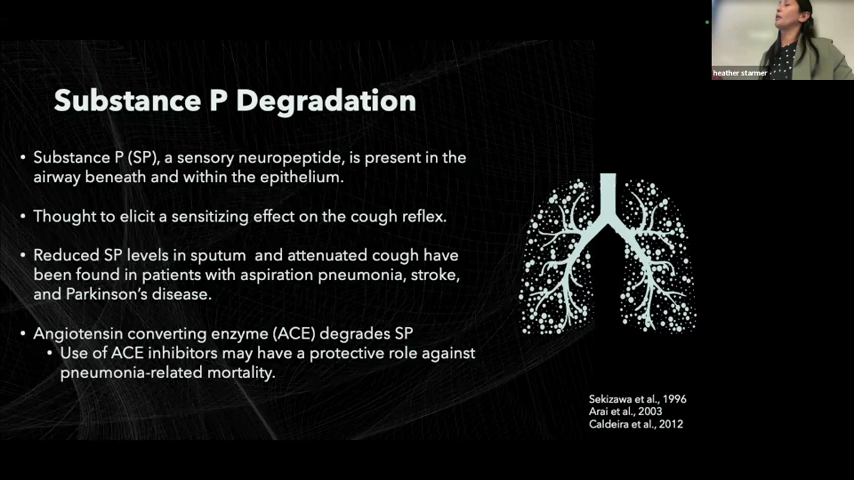 heather starmer
Substance P Degradation
• Substance P (SP), a sensory neuropeptide, is present in the
airway beneath and within the epithelium.
• Thought to elicit a sensitizing effect on the cough reflex.
• Reduced SP levels in sputum and attenuated cough have
been found in patients with aspiration pneumonia, stroke,
and Parkinson's disease.
• Angiotensin converting enzyme (ACE) degrades SP
• Use of ACE inhibitors may have a protective role against
pneumonia-related mortality.
Sekizawa et al., 1996
Arai et al., 2003
Caldeira et al., 2012